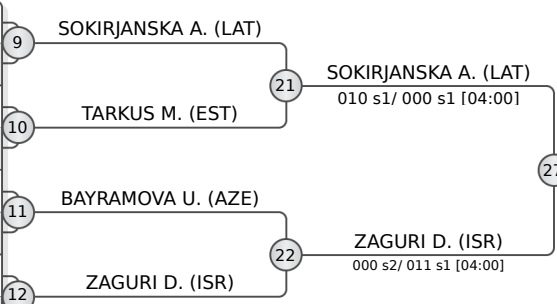 SOKIRJANSKA A. (LAT)
9
21
SOKIRJANSKA A. (LAT)
010 s1/ 000 s1 [04:00]
TARKUS M. (EST)
10
27
BAYRAMOVA U. (AZE)
11
22
ZAGURI D. (ISR)
000 s2/ 011 s1 [04:00]
ZAGURI D. (ISR)
12